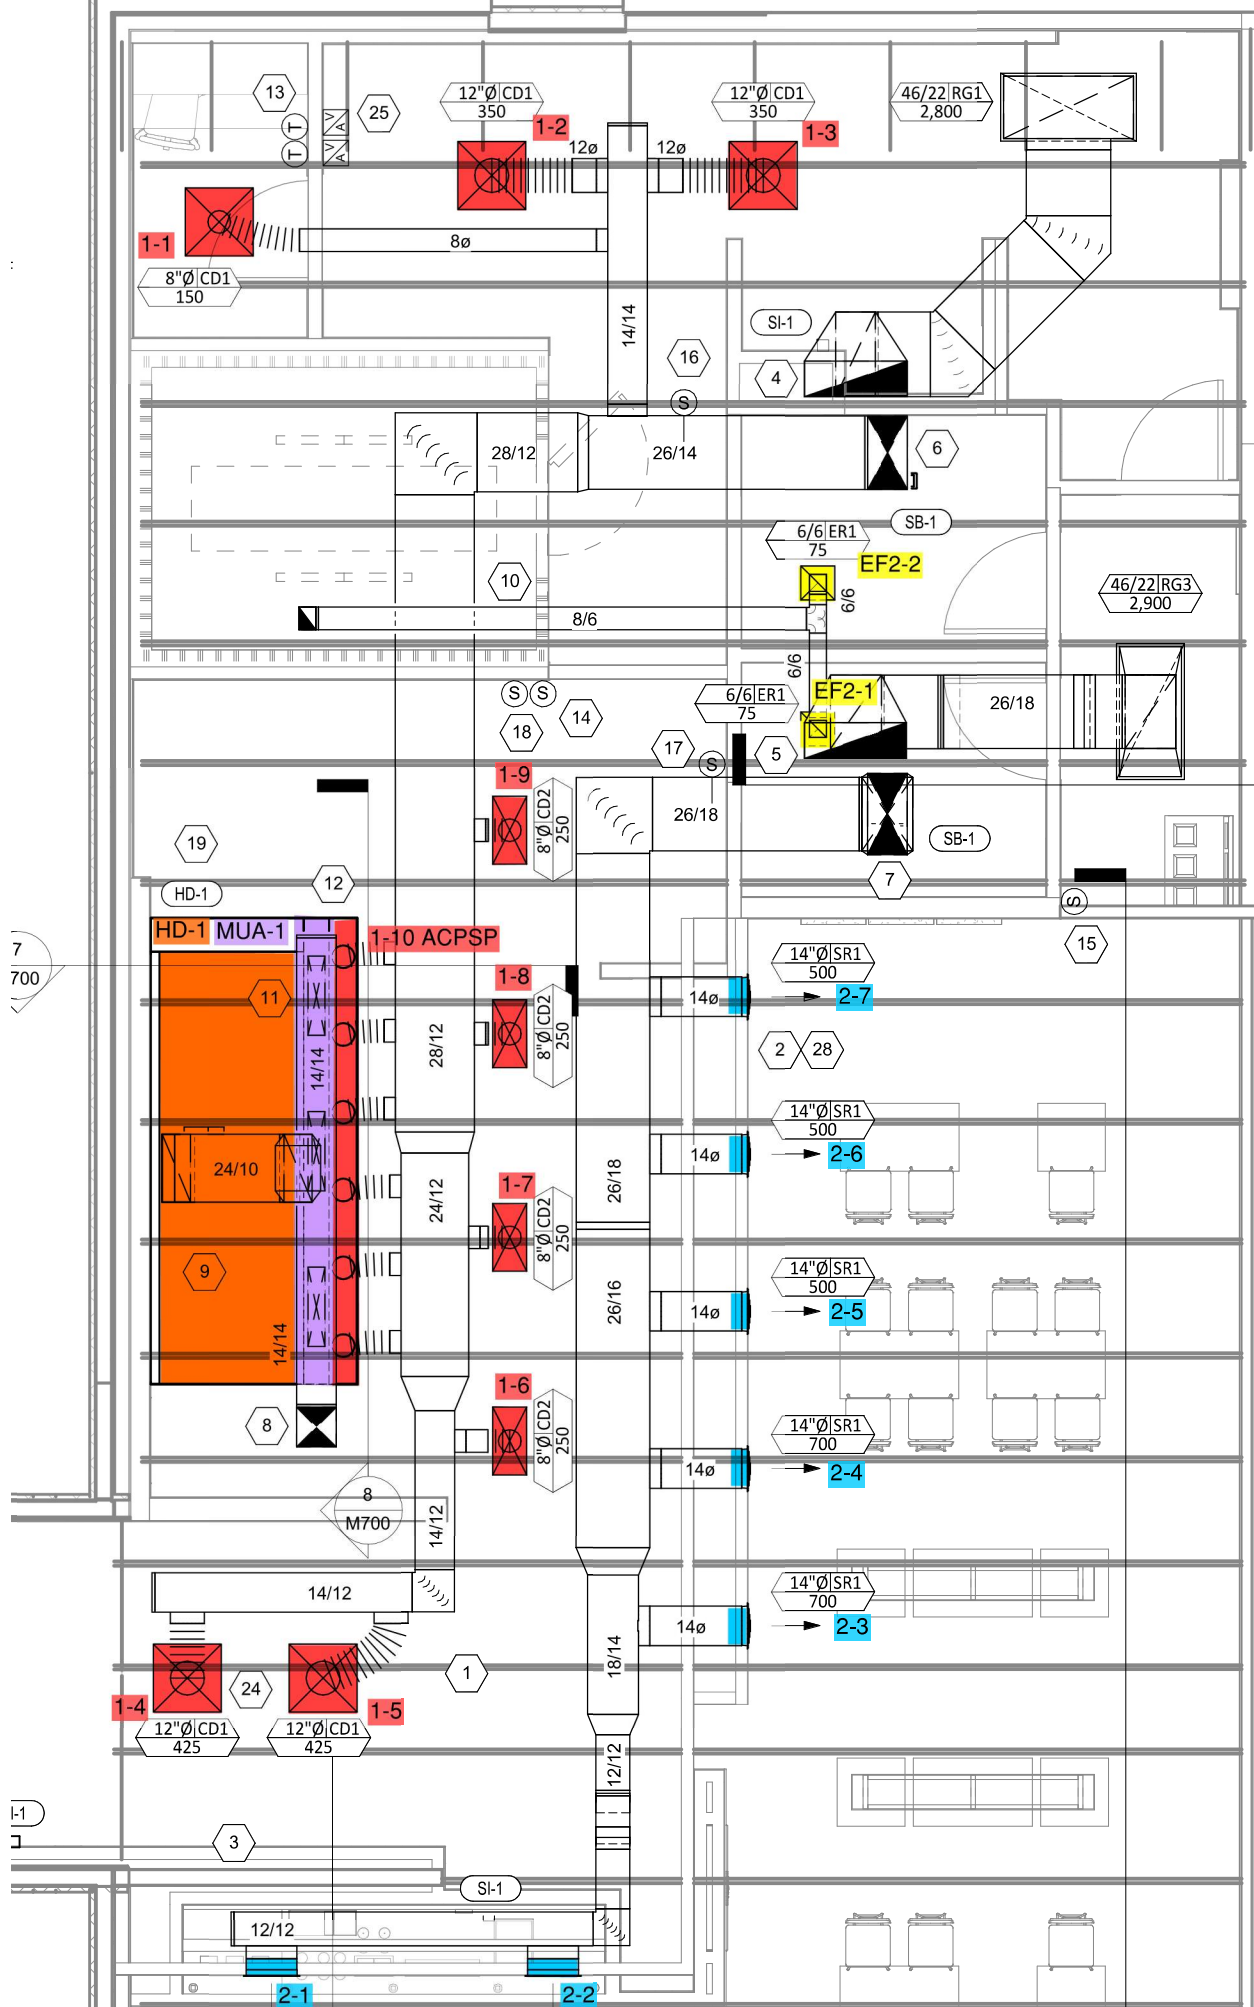 13
25
12"Ø CD1
350
12"Ø CD1
350
46/22 RG1
2,800
1-2
1-3
T
T
V
A
V
A
12ø
12ø
1-1
8ø
8"Ø CD1
150
14/14
SI-1
16
4
S
28/12
26/14
6
SB-1
6/6 ER1
75
EF2-2
10
8/6
6/6
46/22 RG3
2,900
6/6
6/6 ER1
75
EF2-1
26/18
S
S
18
14
17
S
5
1-9
8"Ø CD2
250
26/18
SB-1
19
HD-1
12
7
S
15
HD-1
MUA-1
1-10 ACPSP
7
700
11
1-8
8"Ø CD2
250
14ø
14"Ø SR1
500
2-7
14/14
28/12
2
28
14"Ø SR1
500
14ø
2-6
24/10
24/12
26/18
1-7
8"Ø CD2
250
9
14"Ø SR1
500
14ø
2-5
26/16
14/14
1-6
8"Ø CD2
250
8
14"Ø SR1
700
14ø
2-4
8
M700
14/12
14/12
14"Ø SR1
700
14ø
2-3
18/14
1
24
1-4
1-5
12"Ø CD1
425
12"Ø CD1
425
12/12
I-1
3
SI-1
12/12
2-1
2-2